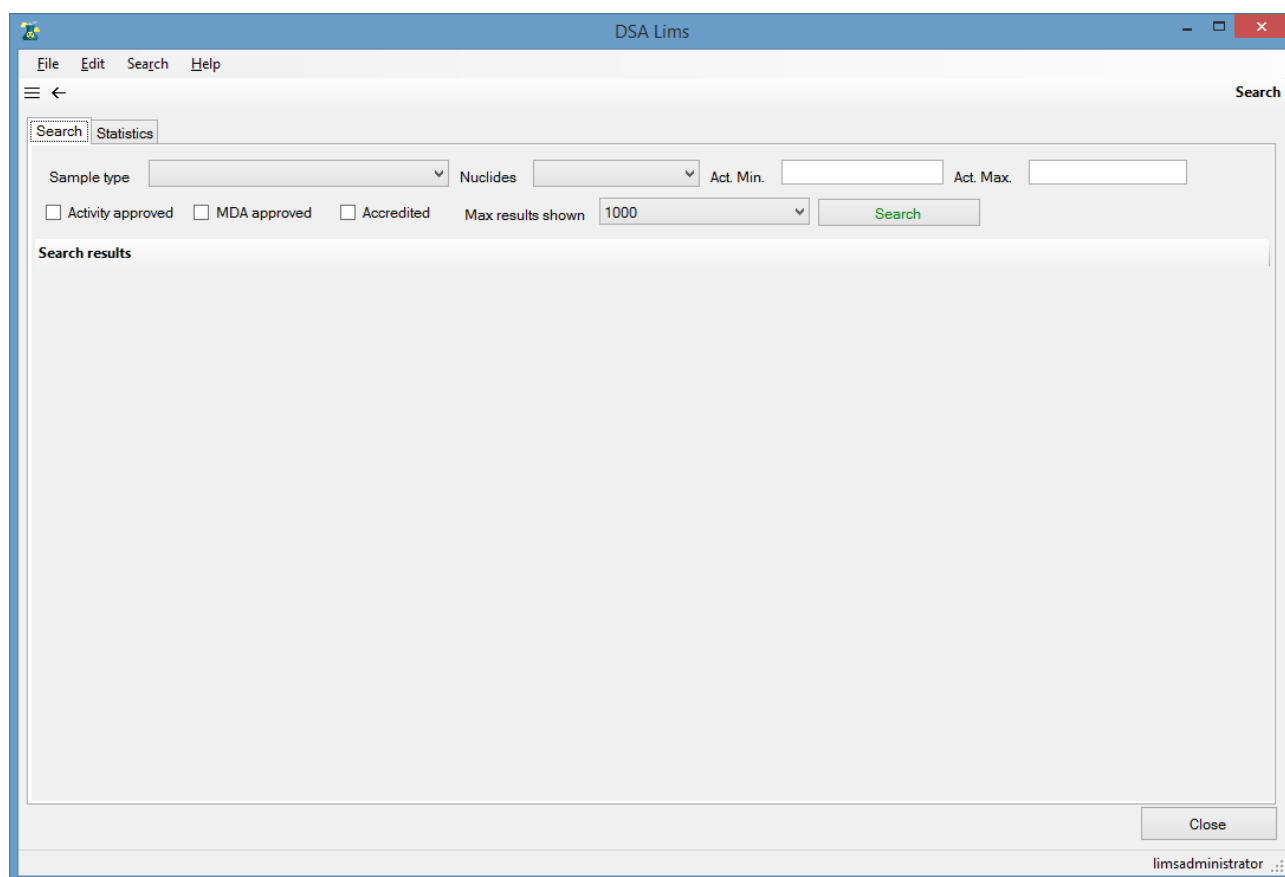 DSA Lims
File Edit Search Help
Search
Search Statistics
Sample type Nuclides Act. Min. Act. Max.
Activity approved MDA approved Accredited Max results shown 1000 Search
Search results
Close
limsadministrator